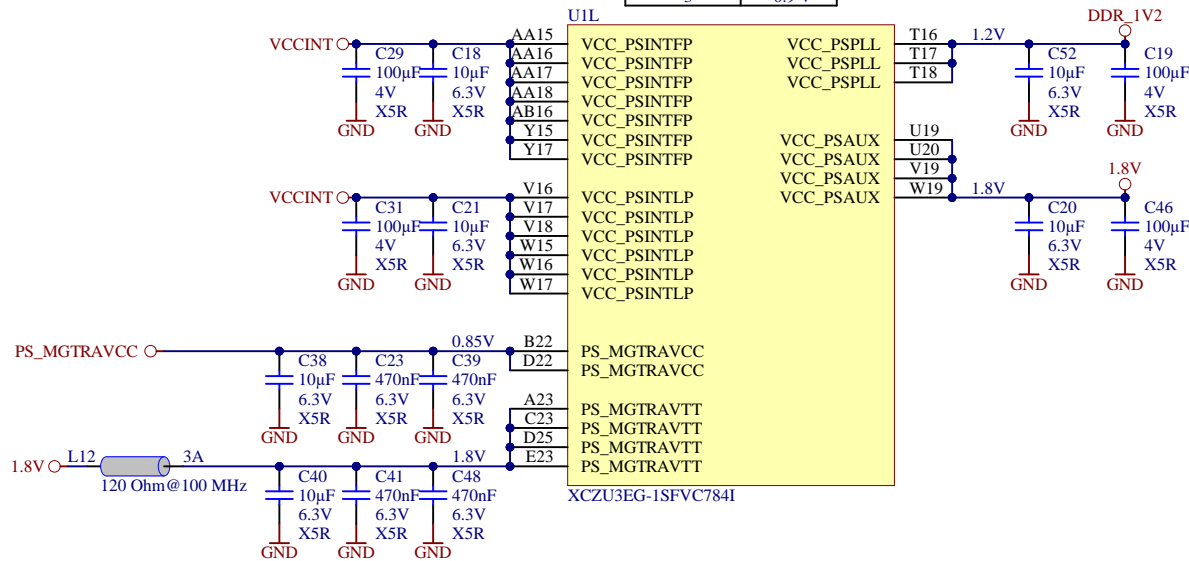 0.9 V
U1L
DDR_1V2
VCCINT
C29
100µF
4V
X5R
GND
C18
10µF
6.3V
X5R
GND
AA15 VCC_PSINTFP
AA16 VCC_PSINTFP
AA17 VCC_PSINTFP
AA18 VCC_PSINTFP
AB16 VCC_PSINTFP
Y15 VCC_PSINTFP
Y17 VCC_PSINTFP
VCC_PSPLL T16 1.2V
VCC_PSPLL T17
VCC_PSPLL T18
C52
10µF
6.3V
X5R
GND
C19
100µF
4V
X5R
GND
VCC_PSAUX U19
VCC_PSAUX U20
VCC_PSAUX V19
VCC_PSAUX W19 1.8V
1.8V
C20
10µF
6.3V
X5R
GND
C46
100µF
4V
X5R
GND
VCCINT
C31
100µF
4V
X5R
GND
C21
10µF
6.3V
X5R
GND
V16 VCC_PSINTLP
V17 VCC_PSINTLP
V18 VCC_PSINTLP
W15 VCC_PSINTLP
W16 VCC_PSINTLP
W17 VCC_PSINTLP
PS_MGTRAVCC
0.85V
B22 PS_MGTRAVCC
D22 PS_MGTRAVCC
C38
10µF
6.3V
X5R
GND
C23
470nF
6.3V
X5R
GND
C39
470nF
6.3V
X5R
GND
A23 PS_MGTRAVTT
C23 PS_MGTRAVTT
D25 PS_MGTRAVTT
E23 PS_MGTRAVTT
1.8V L12 3A
120 Ohm@100 MHz
1.8V
C40
10µF
6.3V
X5R
GND
C41
470nF
6.3V
X5R
GND
C48
470nF
6.3V
X5R
GND
XCZU3EG-1SFVC784I